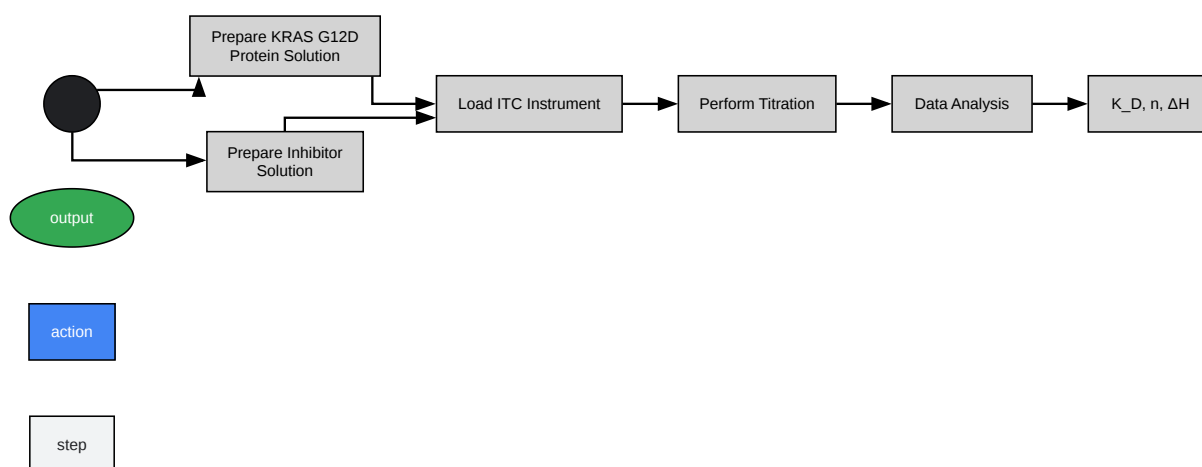 Prepare KRAS G12D
Protein Solution
Load ITC Instrument
Perform Titration
Data Analysis
K_D, n, ΔH
Prepare Inhibitor
Solution
output
action
step